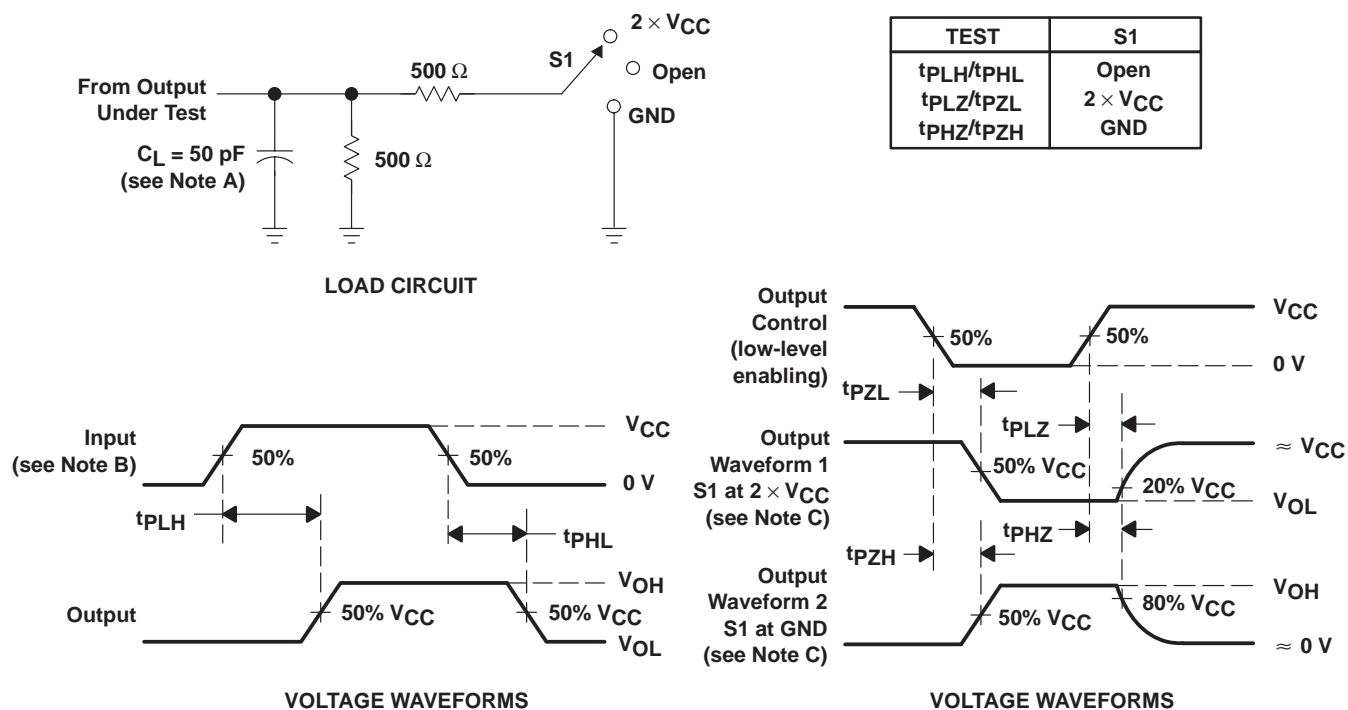 2 × VCC
S1
500 Ω
Open
From Output
Under Test
GND
CL = 50 pF
(see Note A)
500 Ω
LOAD CIRCUIT
TEST S1
tPLH/tPHL Open
tPLZ/tPZL 2 × VCC
tPHZ/tPZH GND
Input
(see Note B)
50%
50%
VCC
0 V
tPLH
tPHL
Output
50% VCC
50% VCC
VOH
VOL
VOLTAGE WAVEFORMS
Output
Control
(low-level
enabling)
50%
50%
VCC
0 V
tPZL
tPLZ
Output
Waveform 1
S1 at 2 × VCC
(see Note C)
50% VCC
20% VCC
≈ VCC
VOL
tPZH
tPHZ
Output
Waveform 2
S1 at GND
(see Note C)
50% VCC
80% VCC
VOH
≈ 0 V
VOLTAGE WAVEFORMS